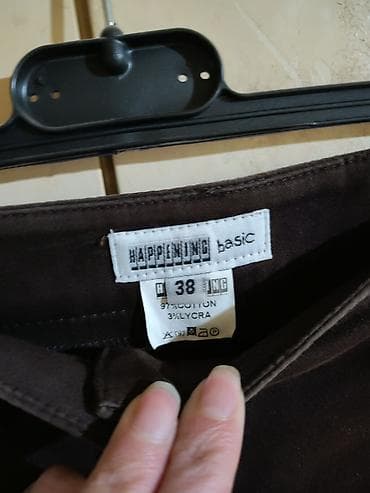 HAPPENING basic
38
97%COTTON
3%LYCRA